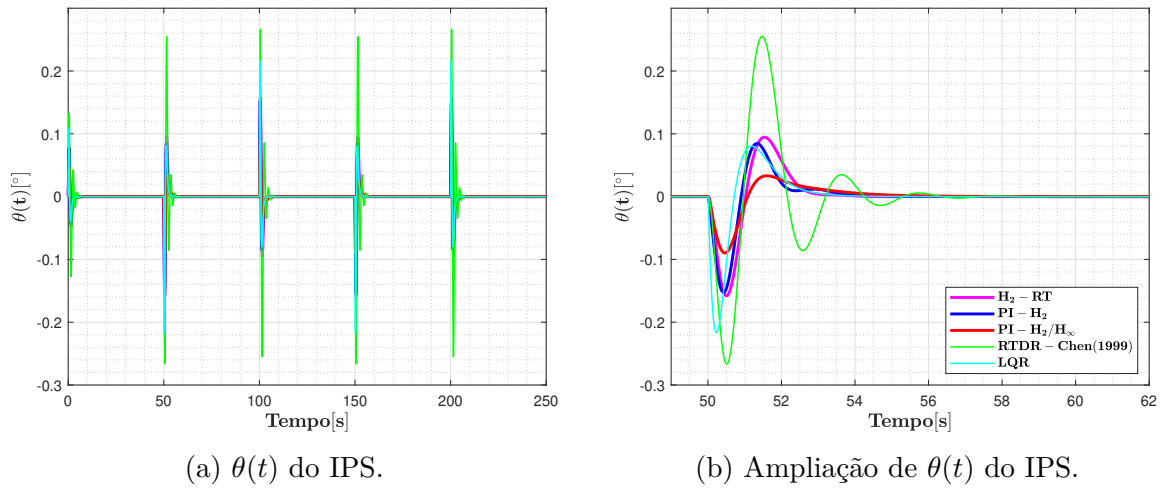 0.2
0.1
0
-0.1
-0.2
-0.3
θ(t)[°]
0 50 100 150 200 250
Tempo[s]
(a) θ(t) do IPS.
0.2
0.1
0
-0.1
-0.2
-0.3
θ(t)[°]
H₂ − RT
PI − H₂
PI − H₂/H∞
RTDR − Chen(1999)
LQR
50 52 54 56 58 60 62
Tempo[s]
(b) Ampliação de θ(t) do IPS.